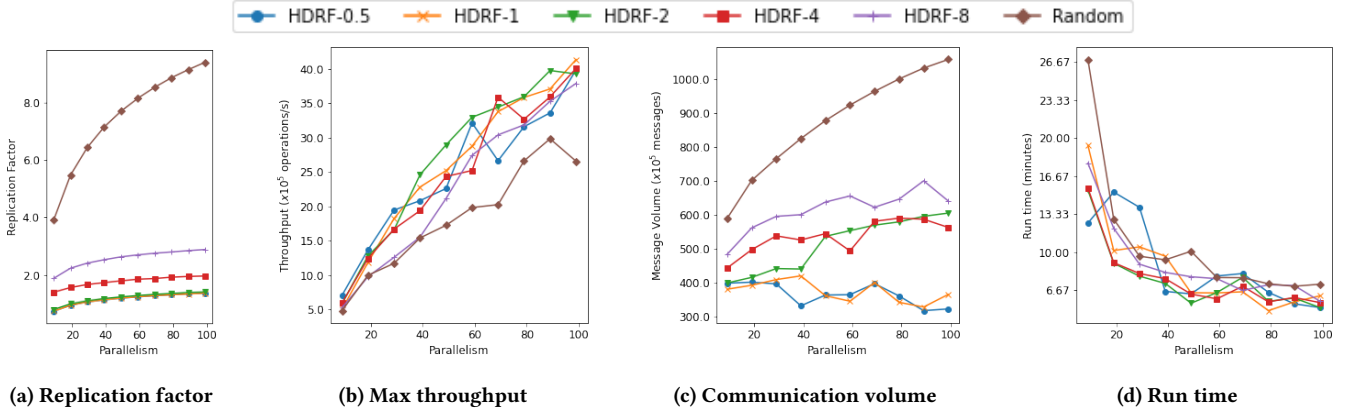 HDRF-0.5 HDRF-1 HDRF-2 HDRF-4 HDRF-8 Random
Replication Factor
8.0
6.0
4.0
2.0
20 40 60 80 100
Parallelism
(a) Replication factor
Throughput (x10⁵ operations/s)
40.0
35.0
30.0
25.0
20.0
15.0
10.0
5.0
20 40 60 80 100
Parallelism
(b) Max throughput
Message Volume (x10⁵ messages)
1000.0
900.0
800.0
700.0
600.0
500.0
400.0
300.0
20 40 60 80 100
Parallelism
(c) Communication volume
Run time (minutes)
26.67
23.33
20.00
16.67
13.33
10.00
6.67
20 40 60 80 100
Parallelism
(d) Run time